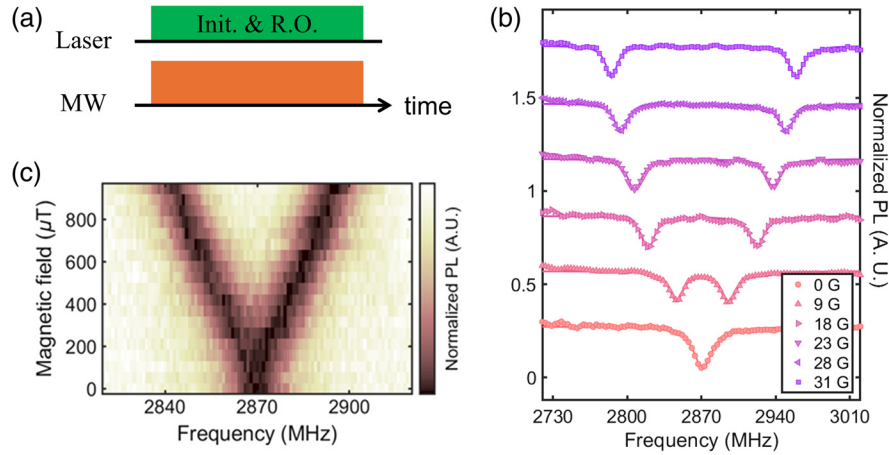 (a)
Laser
Init. & R.O.
MW
time
(b)
1.5
1
0.5
0
2730 2800 2870 2940 3010
Frequency (MHz)
Normalized PL (A. U.)
0 G
9 G
18 G
23 G
28 G
31 G
(c)
Magnetic field (µT)
800
600
400
200
0
2840 2870 2900
Frequency (MHz)
Normalized PL (A.U.)